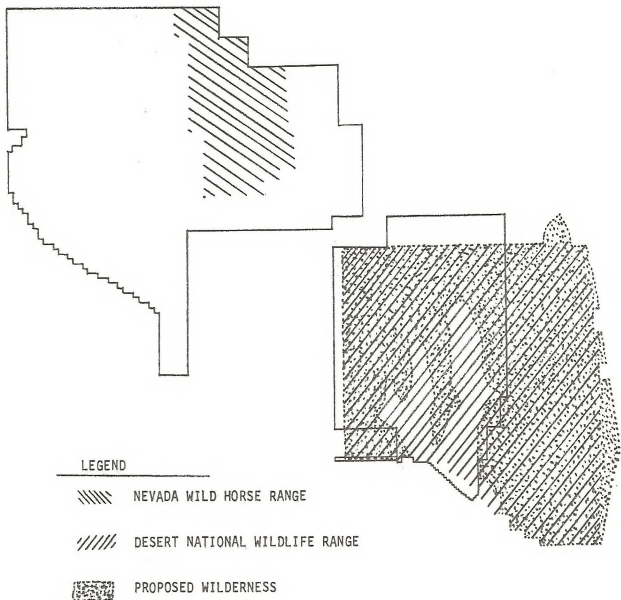 LEGEND
NEVADA WILD HORSE RANGE
DESERT NATIONAL WILDLIFE RANGE
PROPOSED WILDERNESS